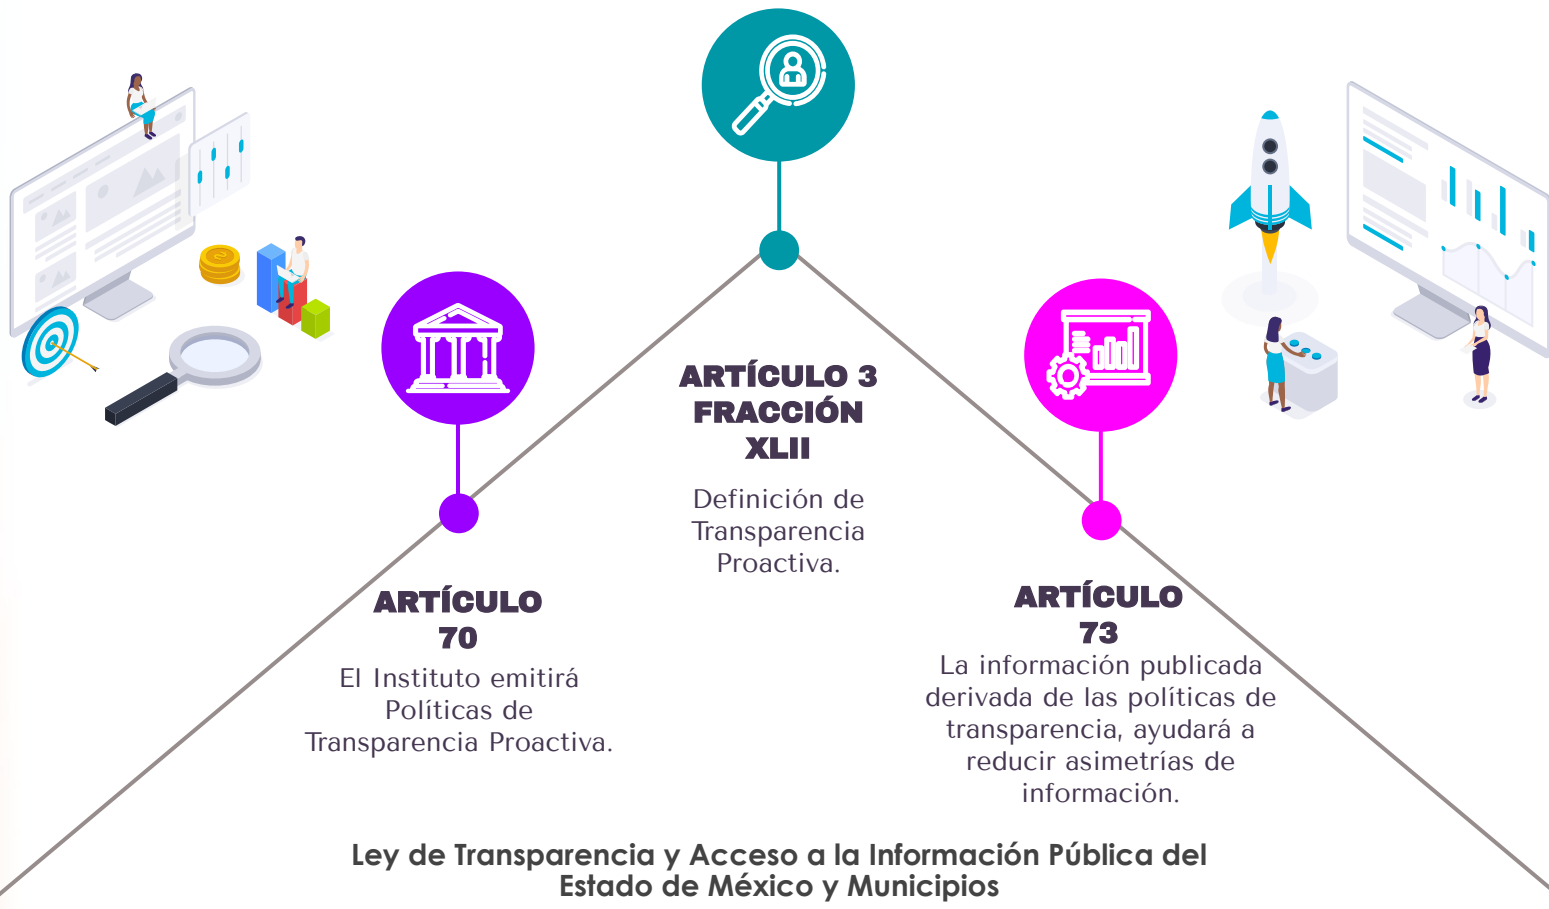 ARTÍCULO 3
FRACCIÓN
XLII
Definición de
Transparencia
Proactiva.
ARTÍCULO
70
El Instituto emitirá
Políticas de
Transparencia Proactiva.
ARTÍCULO
73
La información publicada
derivada de las políticas de
transparencia, ayudará a
reducir asimetrías de
información.
Ley de Transparencia y Acceso a la Información Pública del
Estado de México y Municipios